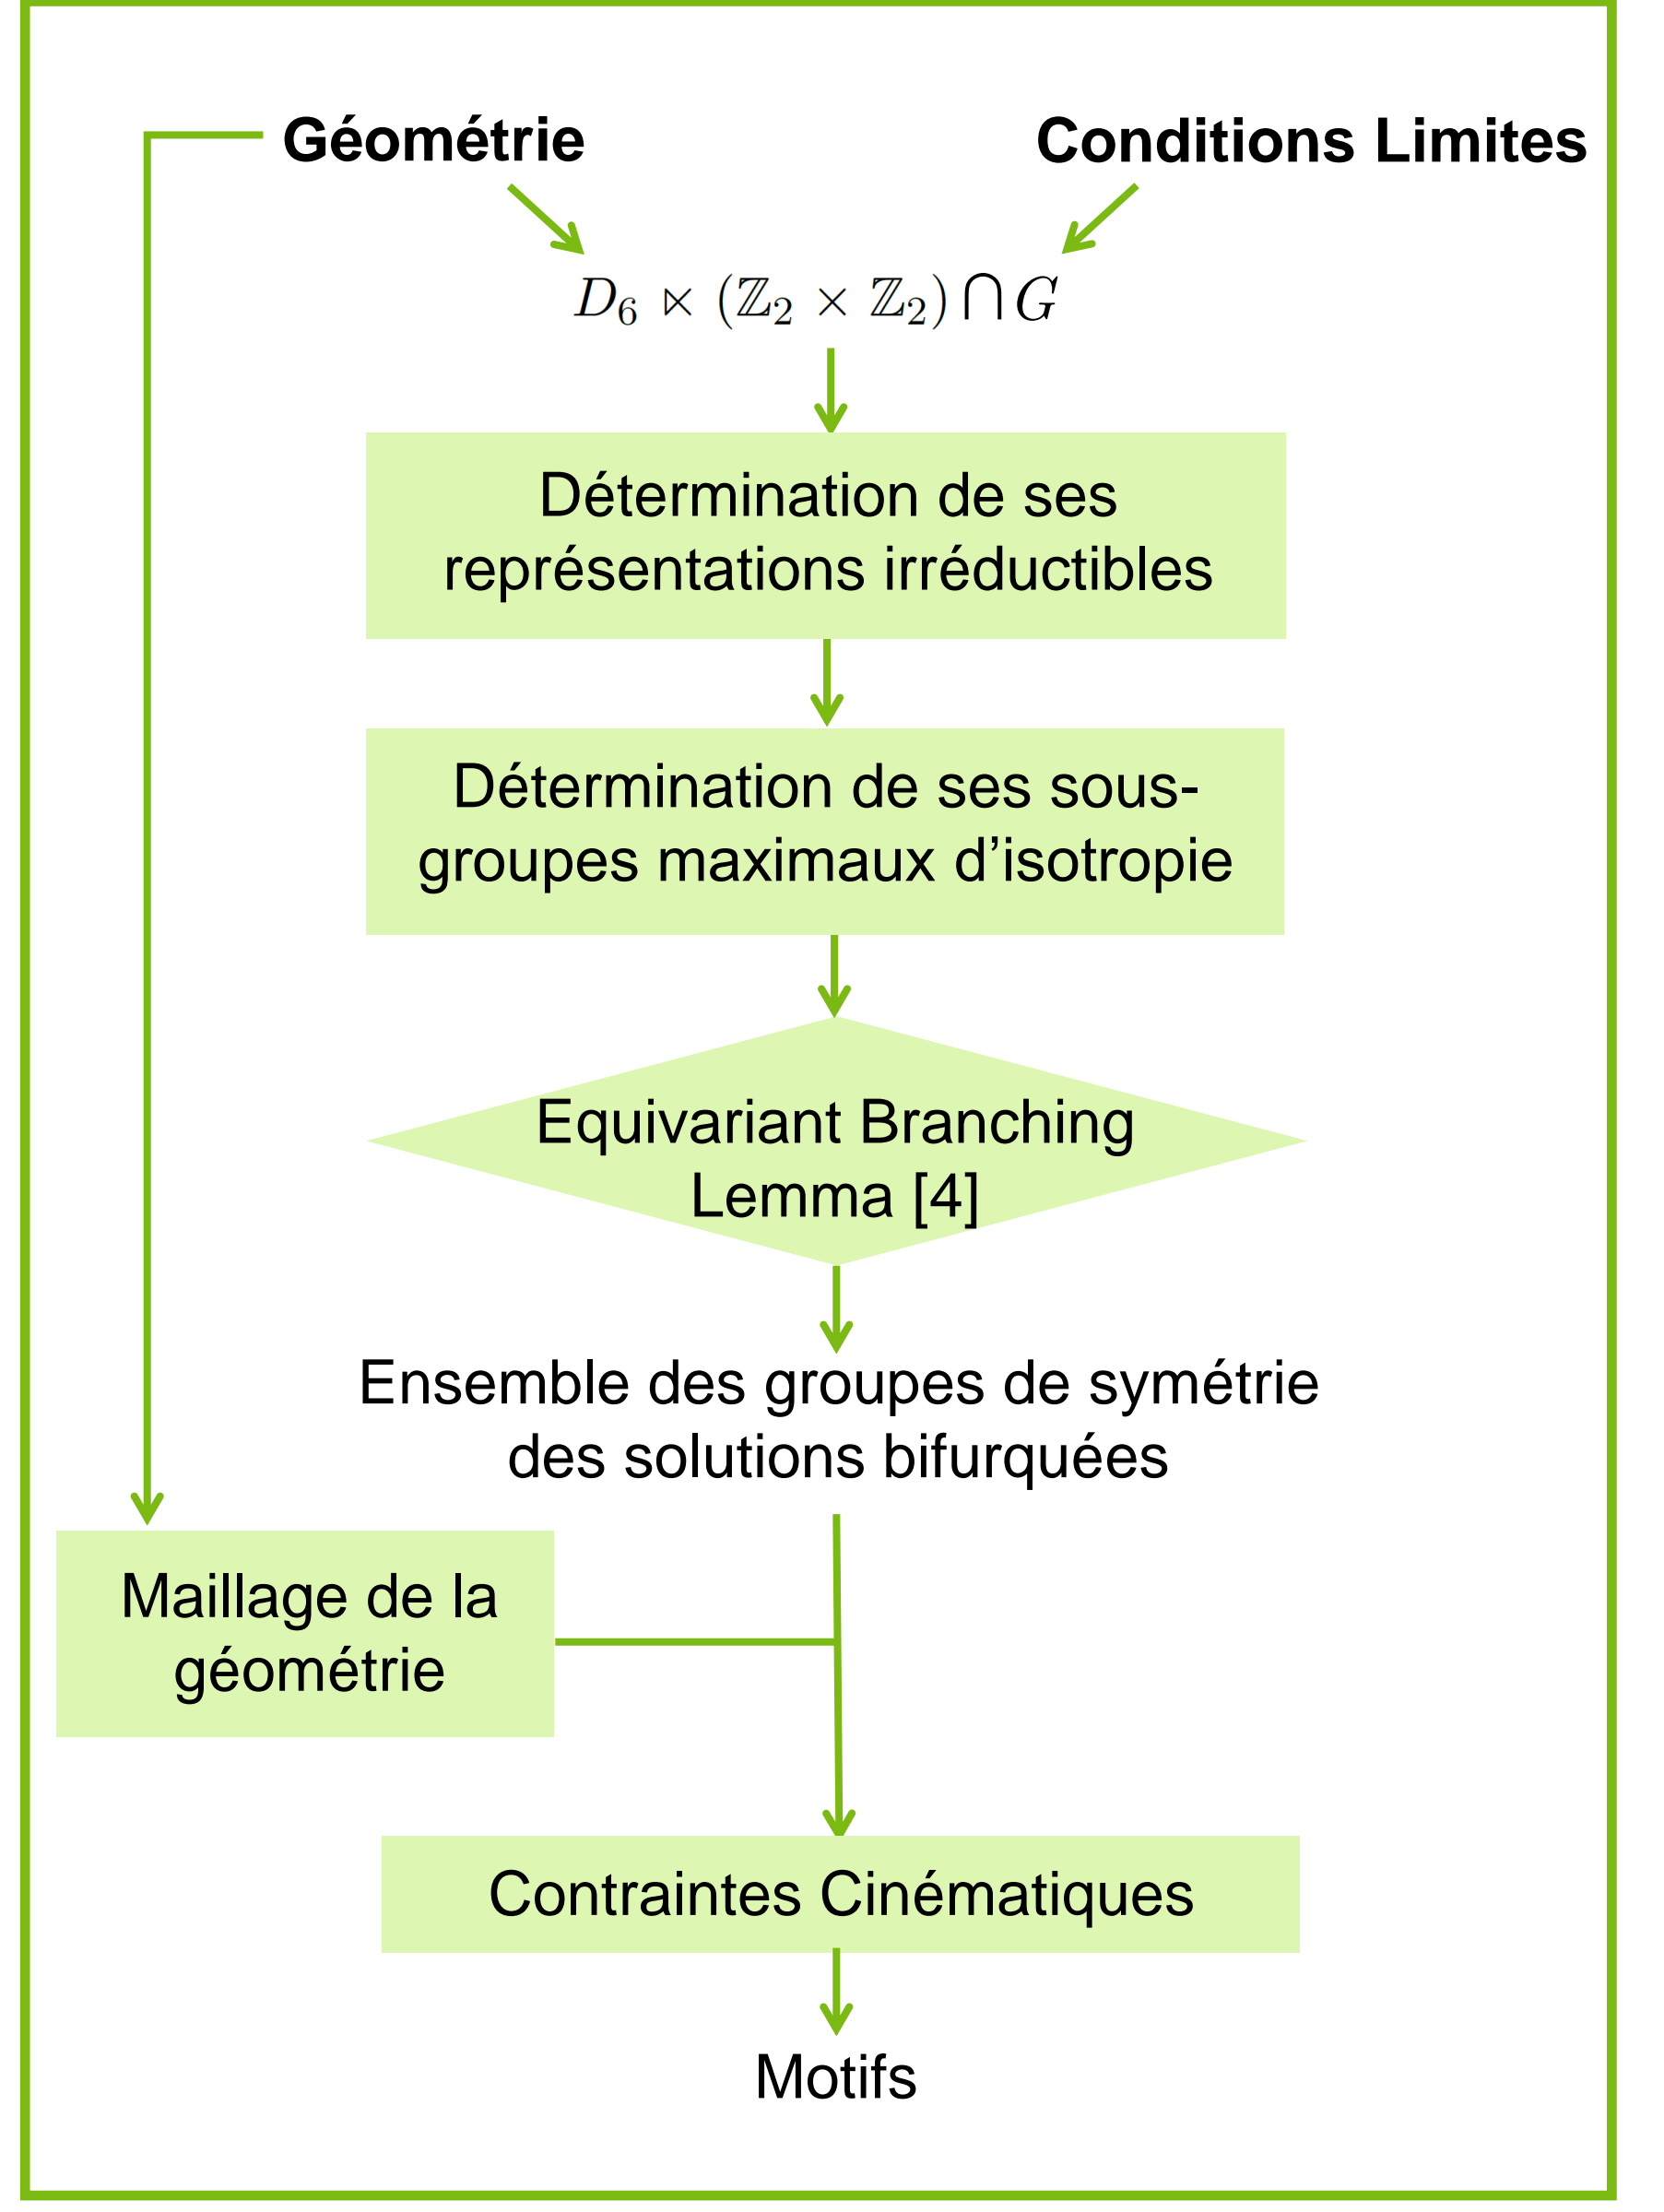 Géométrie
Conditions Limites
D₆ ⋉ (ℤ₂ × ℤ₂) ⋂ G
Détermination de ses
représentations irréductibles
Détermination de ses sous-
groupes maximaux d’isotropie
Equivariant Branching
Lemma [4]
Ensemble des groupes de symétrie
des solutions bifurquées
Maillage de la
géométrie
Contraintes Cinématiques
Motifs